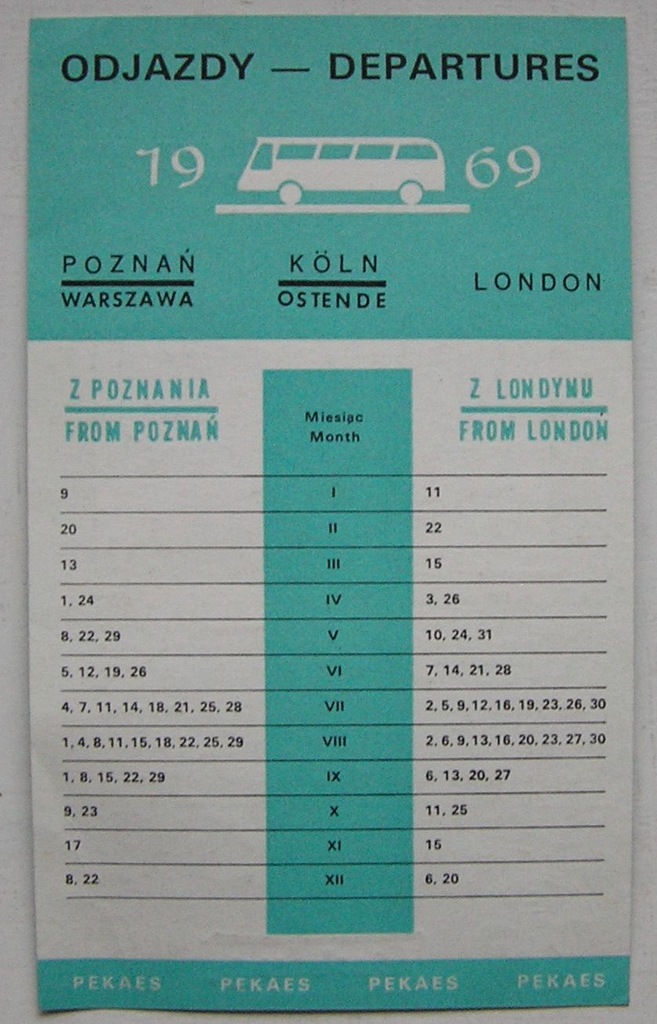 ODJAZDY — DEPARTURES
19 69
POZNAŃ KÖLN LONDON
WARSZAWA OSTENDE
Z POZNANIA Miesiąc Z LONDYNU
FROM POZNAŃ Month FROM LONDOŃ
9 I 11
20 II 22
13 III 15
1, 24 IV 3, 26
8, 22, 29 V 10, 24, 31
5, 12, 19, 26 VI 7, 14, 21, 28
4, 7, 11, 14, 18, 21, 25, 28 VII 2, 5, 9, 12, 16, 19, 23, 26, 30
1, 4, 8, 11, 15, 18, 22, 25, 29 VIII 2, 6, 9, 13, 16, 20, 23, 27, 30
1, 8, 15, 22, 29 IX 6, 13, 20, 27
9, 23 X 11, 25
17 XI 15
8, 22 XII 6, 20
PEKAES PEKAES PEKAES PEKAES